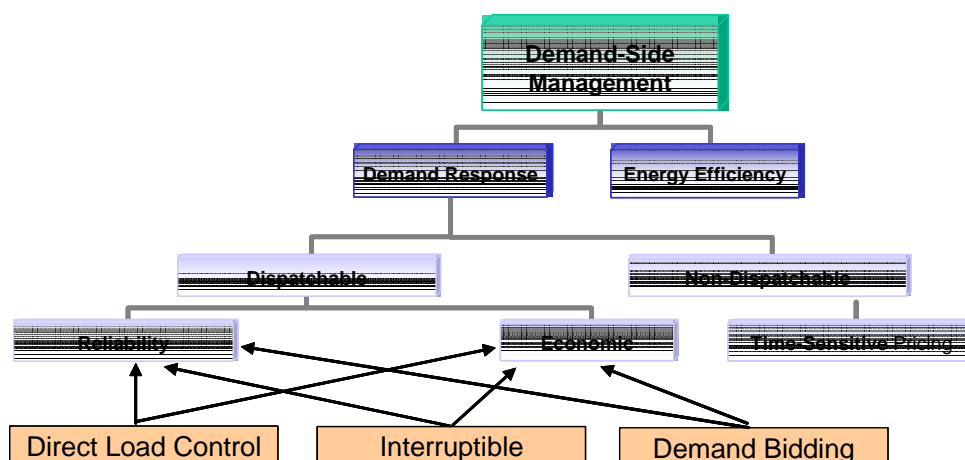 Demand-Side
Management
Demand Response
Energy Efficiency
Dispatchable
Non-Dispatchable
Reliability
Economic
Time-Sensitive Pricing
Direct Load Control
Interruptible
Demand Bidding